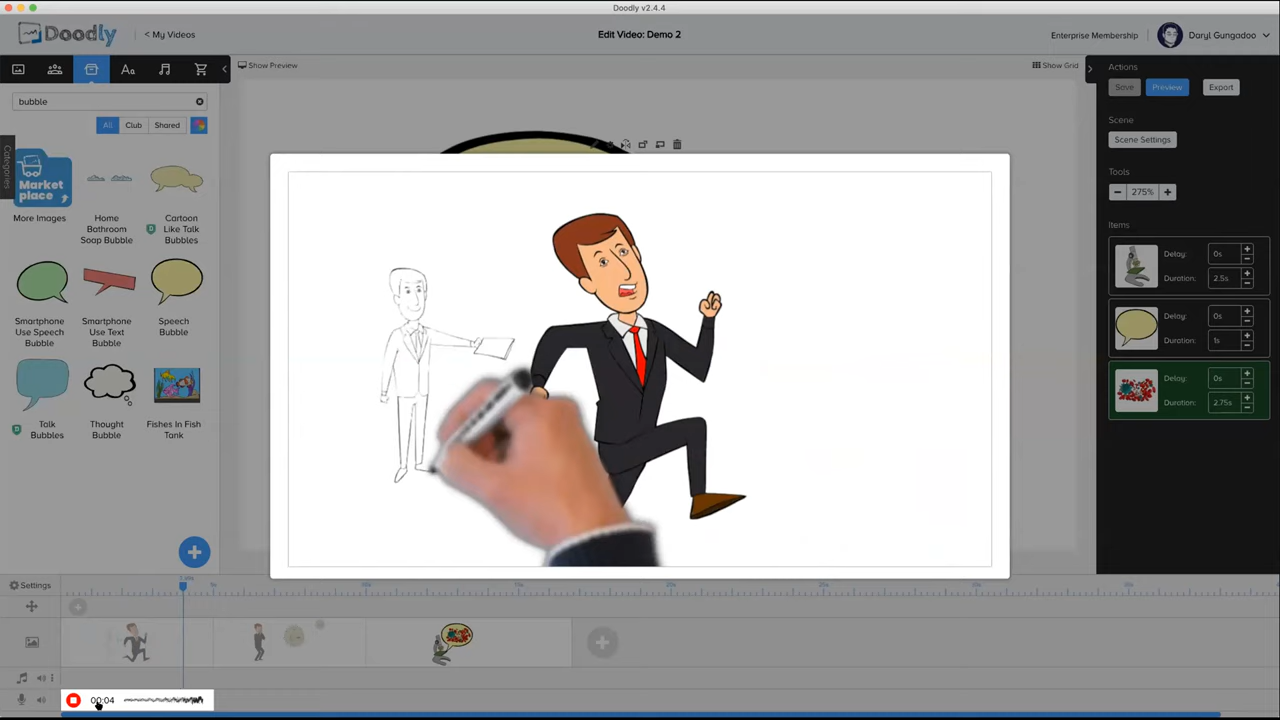 Doodly v2.4.4
Doodly
< My Videos
Edit Video: Demo 2
Enterprise Membership
Daryl Gungadoo
Aa
Show Preview
Show Grid
Actions
Save
Preview
Export
bubble
All
Club
Shared
Categories
Market
place
More Images
Home
Bathroom
Soap Bubble
Cartoon
Like Talk
Bubbles
Smartphone
Use Speech
Bubble
Smartphone
Use Text
Bubble
Speech
Bubble
Talk
Bubbles
Thought
Bubble
Fishes In Fish
Tank
Scene
Scene Settings
Tools
275%
Items
Delay:
0s
Duration:
2.5s
Delay:
0s
Duration:
1s
Delay:
0s
Duration:
2.75s
Settings
00:04